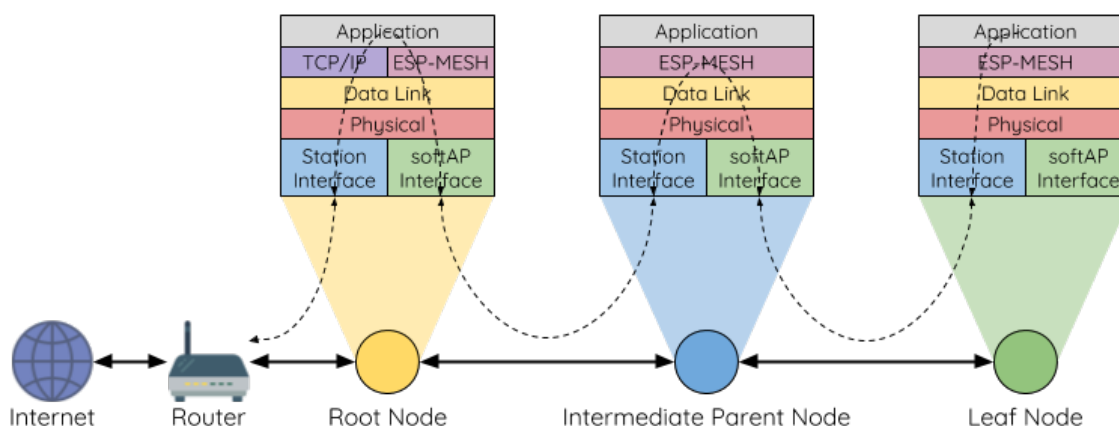 Application
TCP/IP
ESP-MESH
Data Link
Physical
Station
Interface
softAP
Interface
Application
ESP-MESH
Data Link
Physical
Station
Interface
softAP
Interface
Application
ESP-MESH
Data Link
Physical
Station
Interface
softAP
Interface
Internet
Router
Root Node
Intermediate Parent Node
Leaf Node